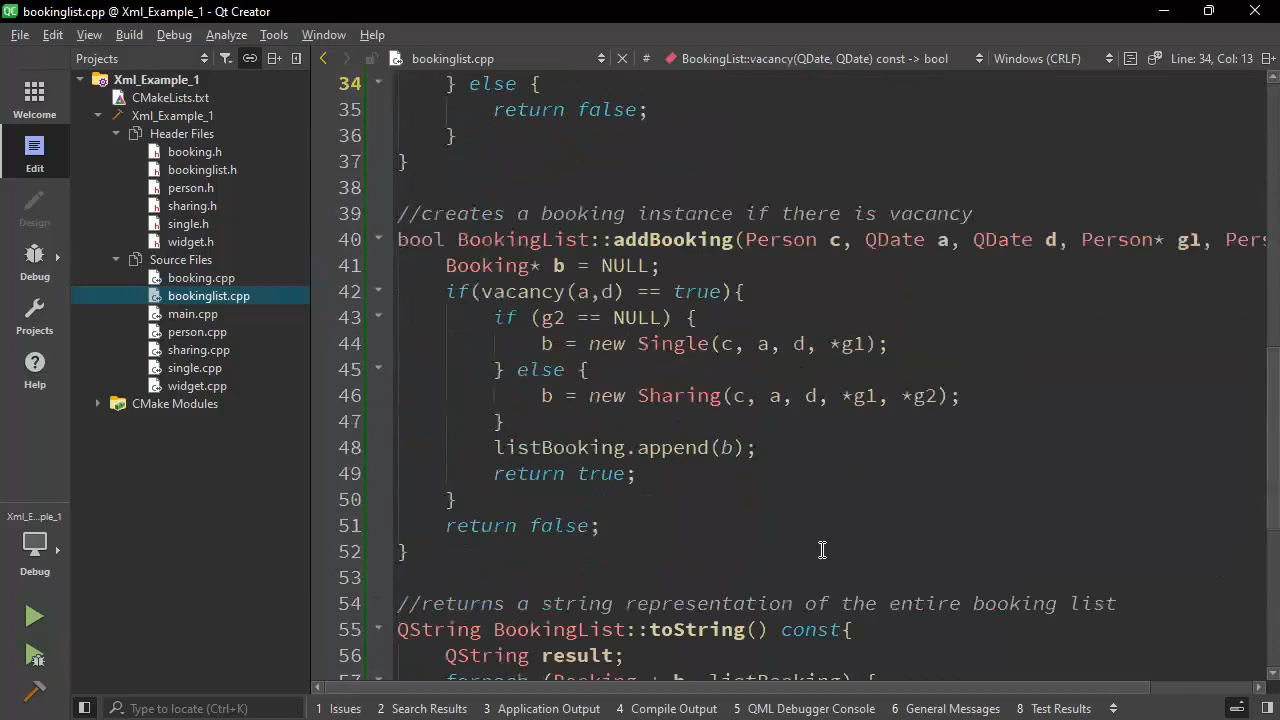 bookinglist.cpp @ Xml_Example_1 - Qt Creator
File Edit View Build Debug Analyze Tools Window Help
Projects
bookinglist.cpp # BookingList::vacancy(QDate, QDate) const -> bool Windows (CRLF) Line: 34, Col: 13
Welcome
Edit
Design
Debug
Projects
Help
Xml_E...ple_1
Debug
Xml_Example_1
CMakeLists.txt
Xml_Example_1
Header Files
booking.h
bookinglist.h
person.h
sharing.h
single.h
widget.h
Source Files
booking.cpp
bookinglist.cpp
main.cpp
person.cpp
sharing.cpp
single.cpp
widget.cpp
CMake Modules
34 } else {
35 return false;
36 }
37 }
38
39 //creates a booking instance if there is vacancy
40 bool BookingList::addBooking(Person c, QDate a, QDate d, Person* g1, Pers
41 Booking* b = NULL;
42 if(vacancy(a,d) == true){
43 if (g2 == NULL) {
44 b = new Single(c, a, d, *g1);
45 } else {
46 b = new Sharing(c, a, d, *g1, *g2);
47 }
48 listBooking.append(b);
49 return true;
50 }
51 return false;
52 }
53
54 //returns a string representation of the entire booking list
55 QString BookingList::toString() const{
56 QString result;
57 foreach (Booking * b, listBooking) {
Type to locate (Ctrl+K) 1 Issues 2 Search Results 3 Application Output 4 Compile Output 5 QML Debugger Console 6 General Messages 8 Test Results